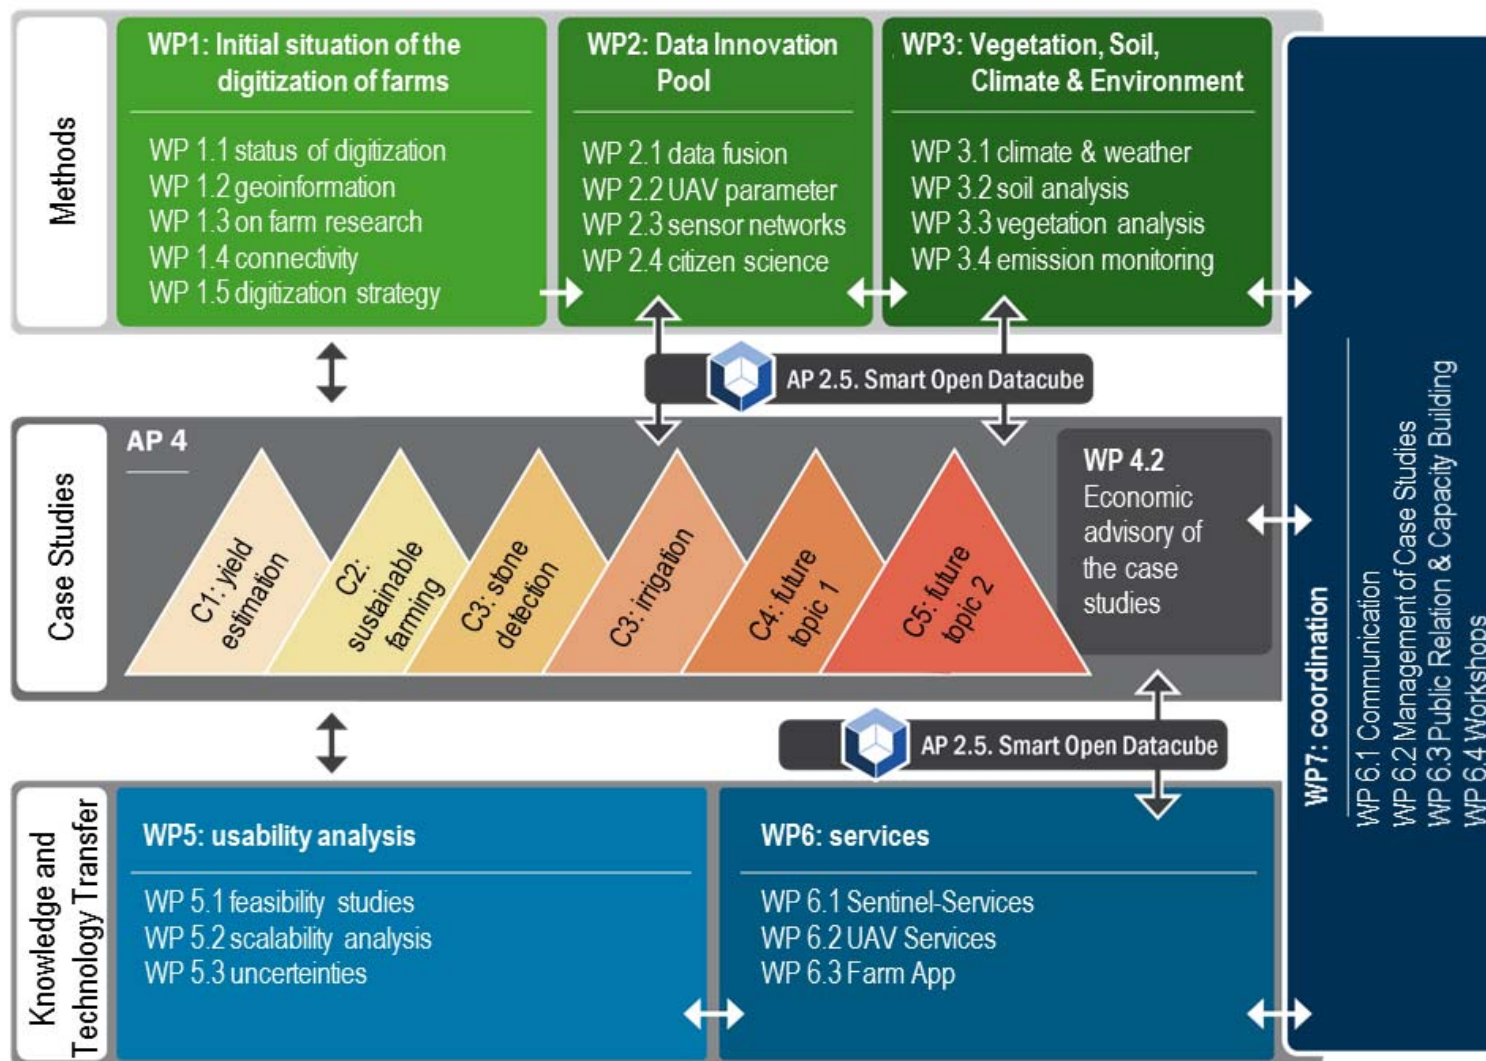 Methods
WP1: Initial situation of the
digitization of farms
WP 1.1 status of digitization
WP 1.2 geoinformation
WP 1.3 on farm research
WP 1.4 connectivity
WP 1.5 digitization strategy
WP2: Data Innovation
Pool
WP 2.1 data fusion
WP 2.2 UAV parameter
WP 2.3 sensor networks
WP 2.4 citizen science
WP3: Vegetation, Soil,
Climate & Environment
WP 3.1 climate & weather
WP 3.2 soil analysis
WP 3.3 vegetation analysis
WP 3.4 emission monitoring
AP 2.5. Smart Open Datacube
Case Studies
AP 4
C1: yield
estimation
C2:
sustainable
farming
C3: stone
detection
C3: irrigation
C4: future
topic 1
C5: future
topic 2
WP 4.2
Economic
advisory of
the case
studies
AP 2.5. Smart Open Datacube
Knowledge and
Technology Transfer
WP5: usability analysis
WP 5.1 feasibility studies
WP 5.2 scalability analysis
WP 5.3 uncerteinties
WP6: services
WP 6.1 Sentinel-Services
WP 6.2 UAV Services
WP 6.3 Farm App
WP7: coordination
WP 6.1 Communication
WP 6.2 Management of Case Studies
WP 6.3 Public Relation & Capacity Building
WP 6.4 Workshops